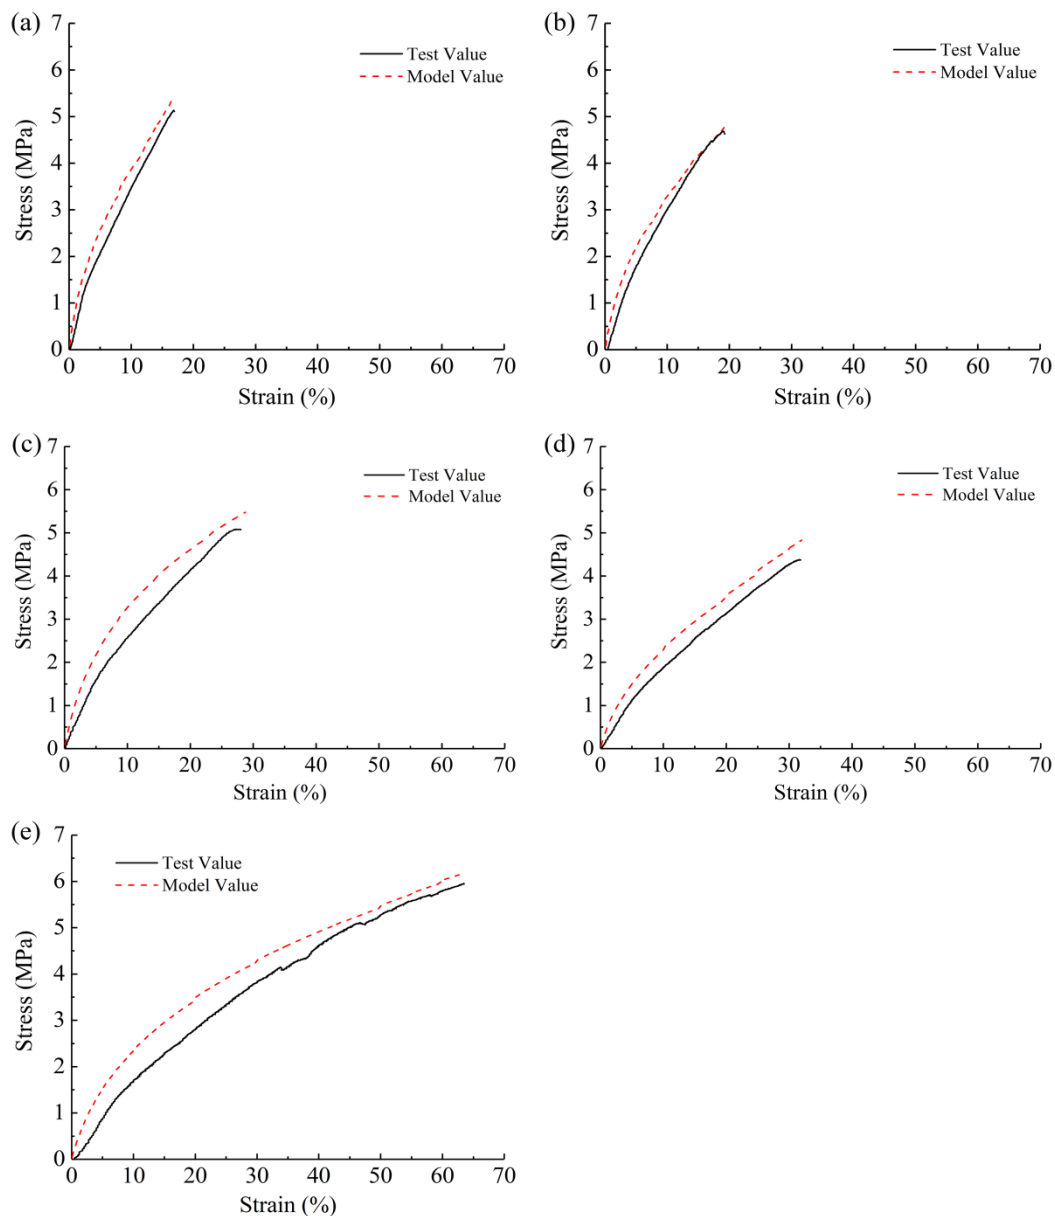 (a)
7
6
5
4
3
2
1
0
Stress (MPa)
Test Value
Model Value
0 10 20 30 40 50 60 70
Strain (%)
(b)
7
6
5
4
3
2
1
0
Stress (MPa)
Test Value
Model Value
0 10 20 30 40 50 60 70
Strain (%)
(c)
7
6
5
4
3
2
1
0
Stress (MPa)
Test Value
Model Value
0 10 20 30 40 50 60 70
Strain (%)
(d)
7
6
5
4
3
2
1
0
Stress (MPa)
Test Value
Model Value
0 10 20 30 40 50 60 70
Strain (%)
(e)
7
6
5
4
3
2
1
0
Stress (MPa)
Test Value
Model Value
0 10 20 30 40 50 60 70
Strain (%)